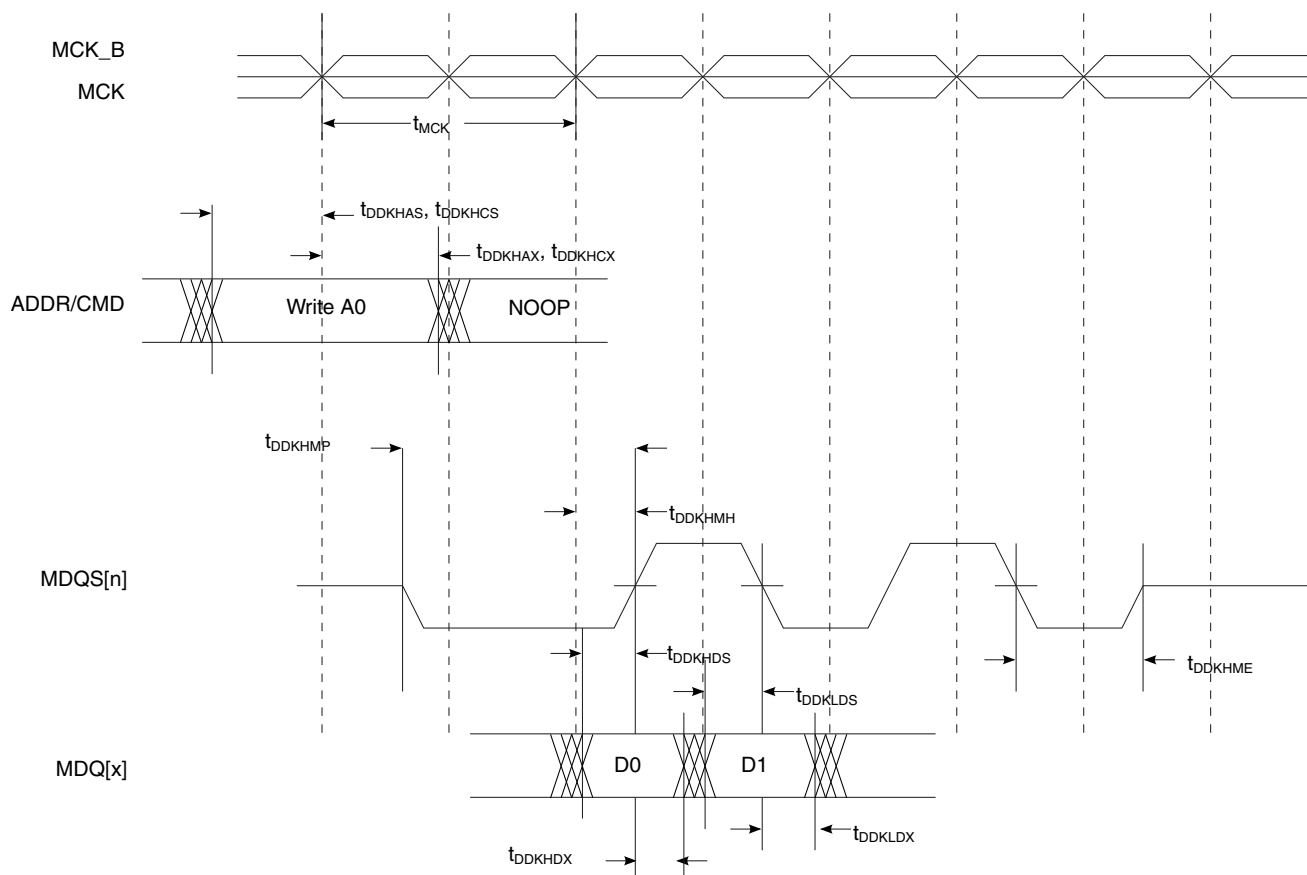 MCK_B
MCK
tMCK
tDDKHAS, tDDKHCS
tDDKHAX, tDDKHCX
ADDR/CMD
Write A0
NOOP
tDDKHMP
tDDKHMH
MDQS[n]
tDDKHDS
tDDKHME
tDDKLDS
MDQ[x]
D0
D1
tDDKLDX
tDDKHDX